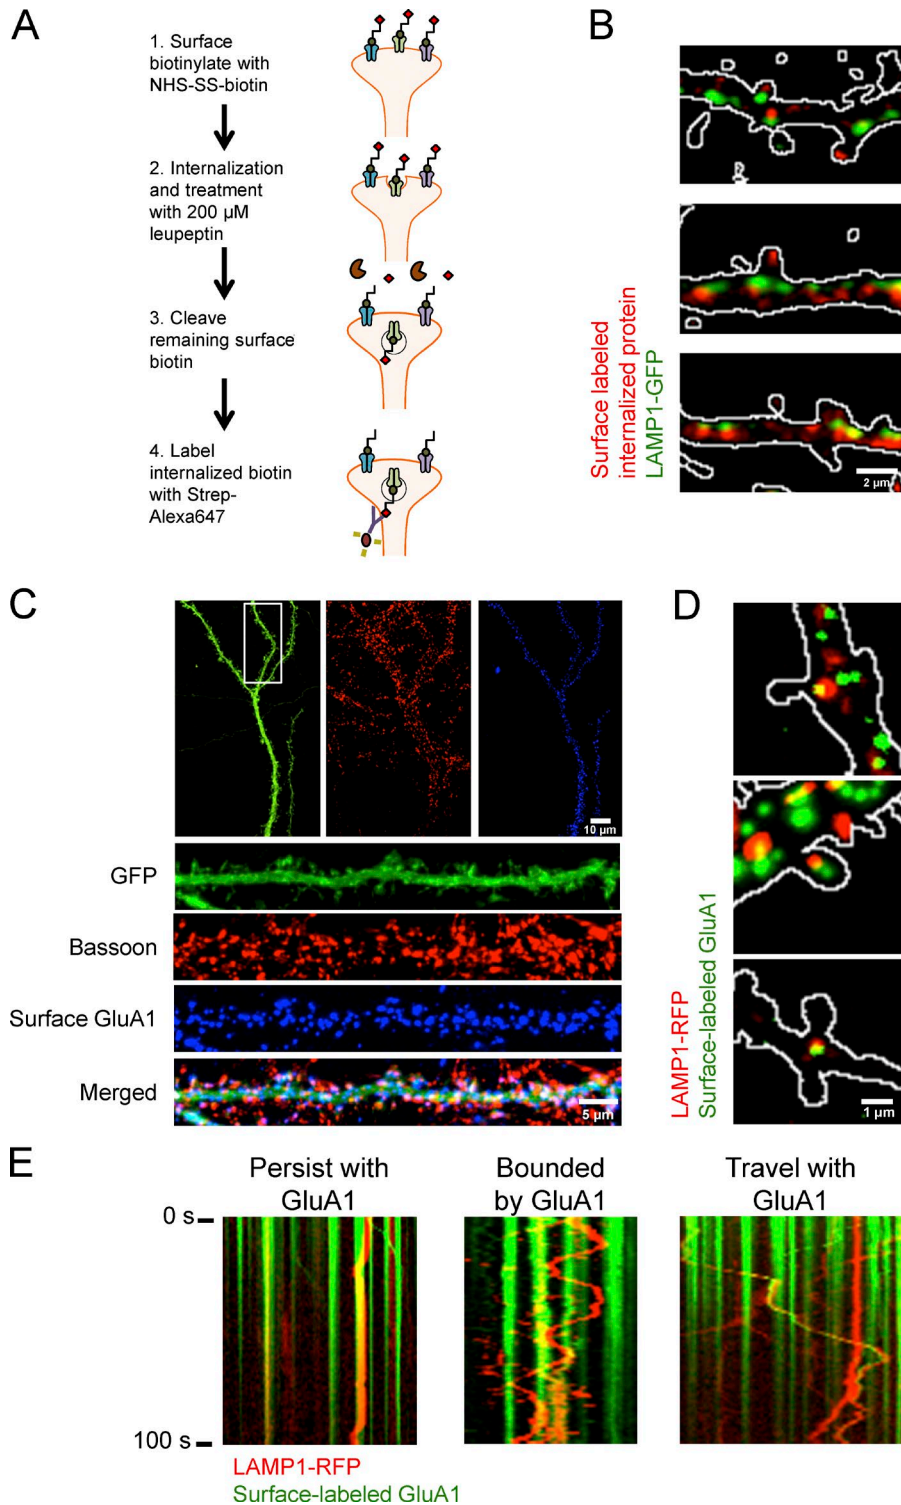 A
1. Surface
biotinylate with
NHS-SS-biotin
2. Internalization
and treatment
with 200 µM
leupeptin
3. Cleave
remaining surface
biotin
4. Label
internalized biotin
with Strep-
Alexa647
B
Surface labeled
internalized protein
LAMP1-GFP
2 µm
C
10 µm
GFP
Bassoon
Surface GluA1
Merged
5 µm
D
LAMP1-RFP
Surface-labeled GluA1
1 µm
E
Persist with
GluA1
Bounded
by GluA1
Travel with
GluA1
0 s
100 s
LAMP1-RFP
Surface-labeled GluA1